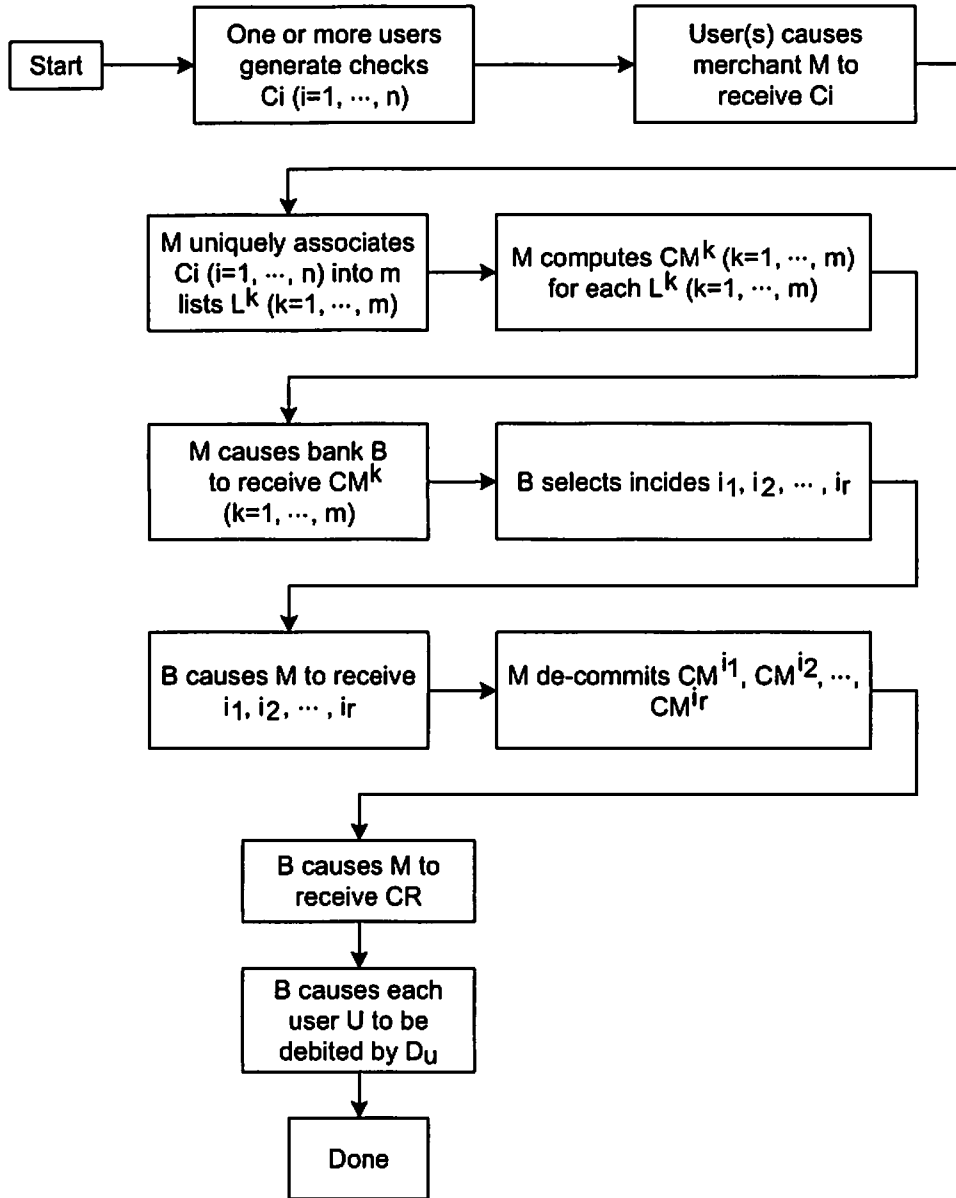 Start
One or more users
generate checks
Ci (i=1, ···, n)
User(s) causes
merchant M to
receive Ci
M uniquely associates
Ci (i=1, ···, n) into m
lists L^k (k=1, ···, m)
M computes CM^k (k=1, ···, m)
for each L^k (k=1, ···, m)
M causes bank B
to receive CM^k
(k=1, ···, m)
B selects incides i₁, i₂, ··· , iᵣ
B causes M to receive
i₁, i₂, ··· , iᵣ
M de-commits CM^i1, CM^i2, ···,
CM^ir
B causes M to
receive CR
B causes each
user U to be
debited by Dᵤ
Done